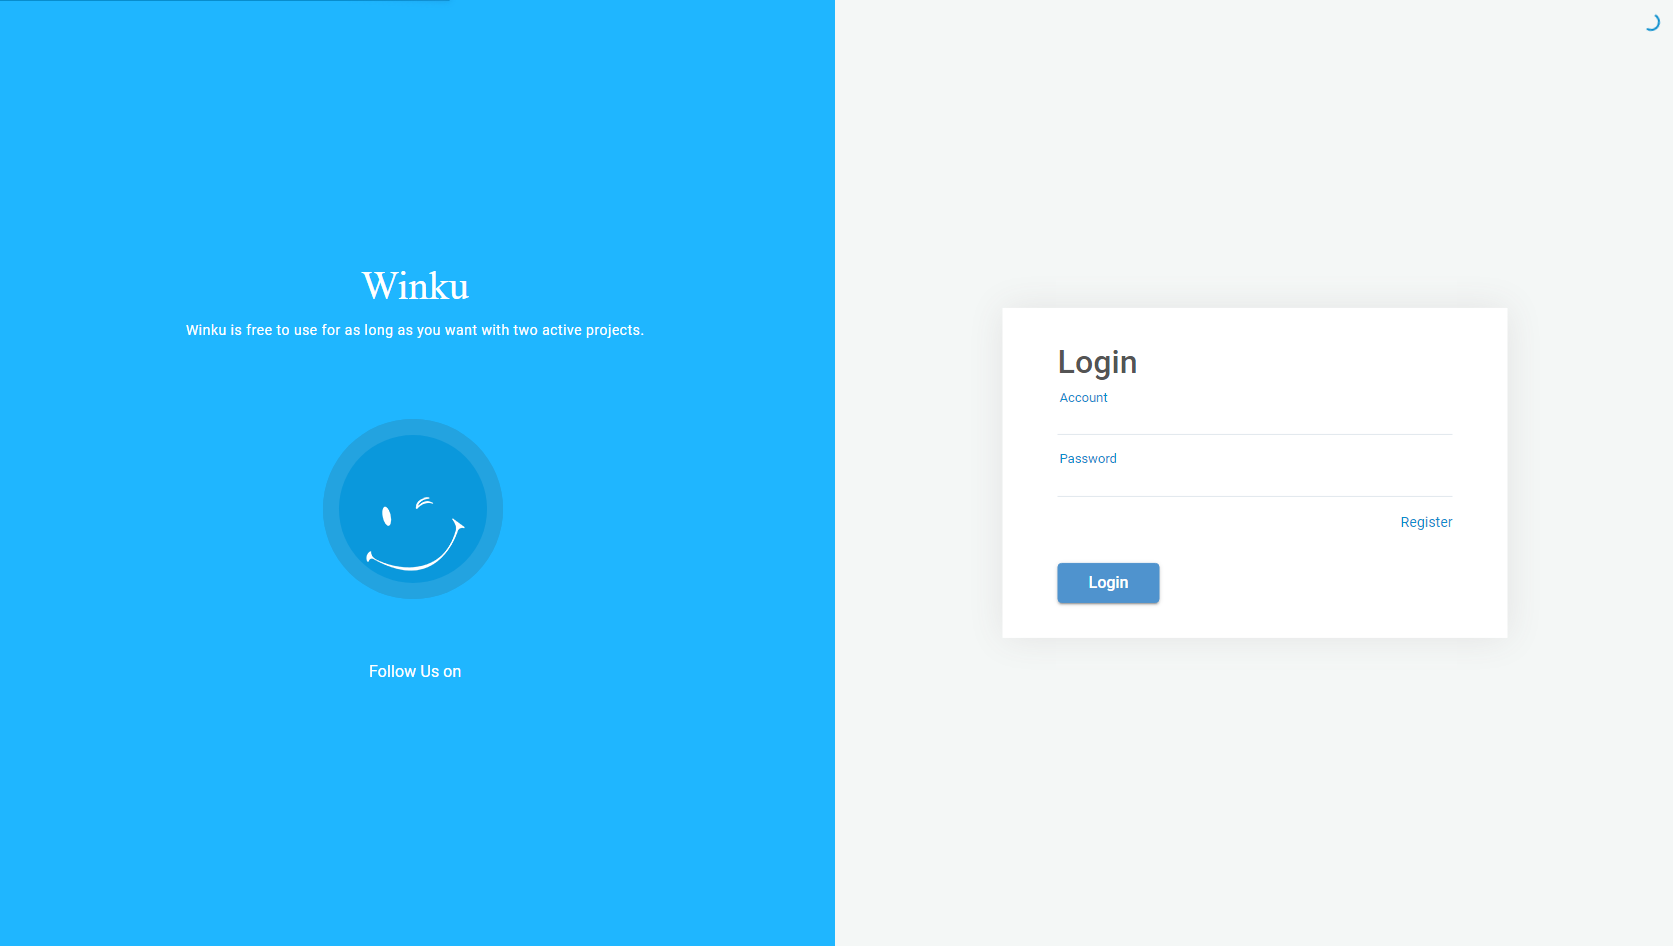 Winku
Winku is free to use for as long as you want with two active projects.
Follow Us on
Login
Account
Password
Register
Login